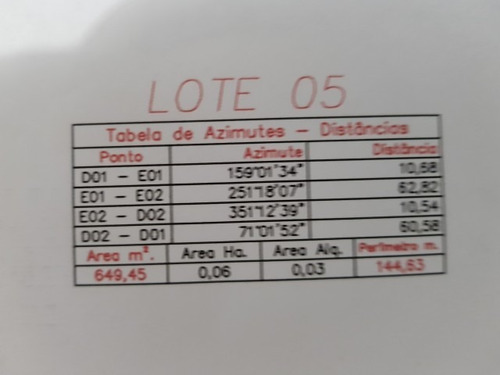 LOTE 05
Tabela de Azimutes – Distâncias
Ponto Azimute Distância
D01 – E01 159°01'34" 10,68
E01 – E02 251°18'07" 62,82
E02 – D02 351°12'39" 10,54
D02 – D01 71°01'52" 60,58
Area m². Area Ha. Area Alq. Perímetro m.
649,45 0,06 0,03 144,63